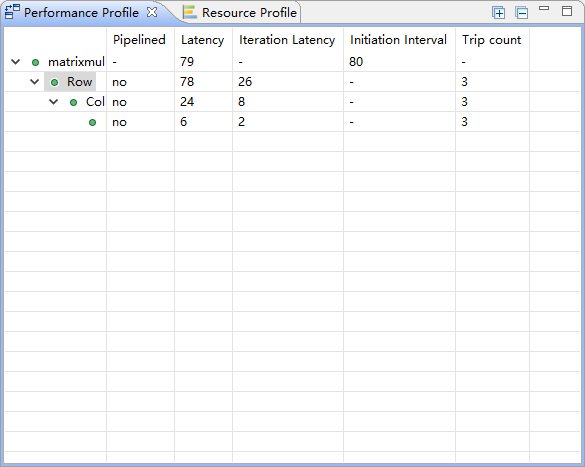 Performance Profile Resource Profile
Pipelined Latency Iteration Latency Initiation Interval Trip count
matrixmul - 79 - 80 -
Row no 78 26 - 3
Col no 24 8 - 3
no 6 2 - 3